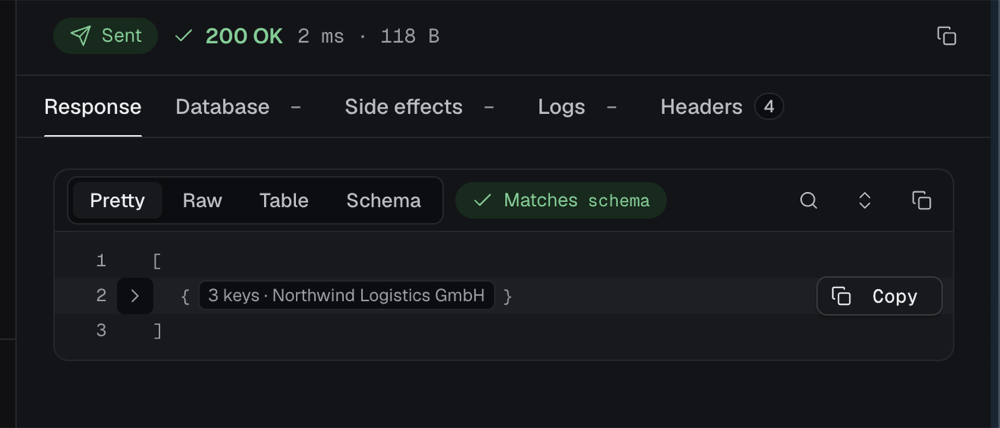 Sent 200 OK 2 ms · 118 B
Response Database – Side effects – Logs – Headers 4
Pretty Raw Table Schema Matches schema
1 [
2 { 3 keys · Northwind Logistics GmbH } Copy
3 ]